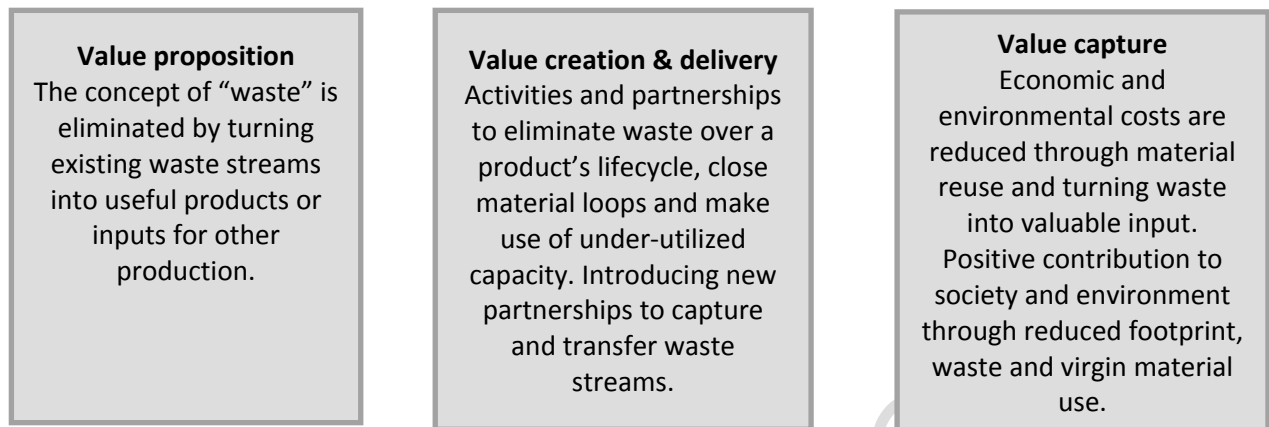 Value proposition
The concept of “waste” is
eliminated by turning
existing waste streams
into useful products or
inputs for other
production.
Value creation & delivery
Activities and partnerships
to eliminate waste over a
product’s lifecycle, close
material loops and make
use of under-utilized
capacity. Introducing new
partnerships to capture
and transfer waste
streams.
Value capture
Economic and
environmental costs are
reduced through material
reuse and turning waste
into valuable input.
Positive contribution to
society and environment
through reduced footprint,
waste and virgin material
use.